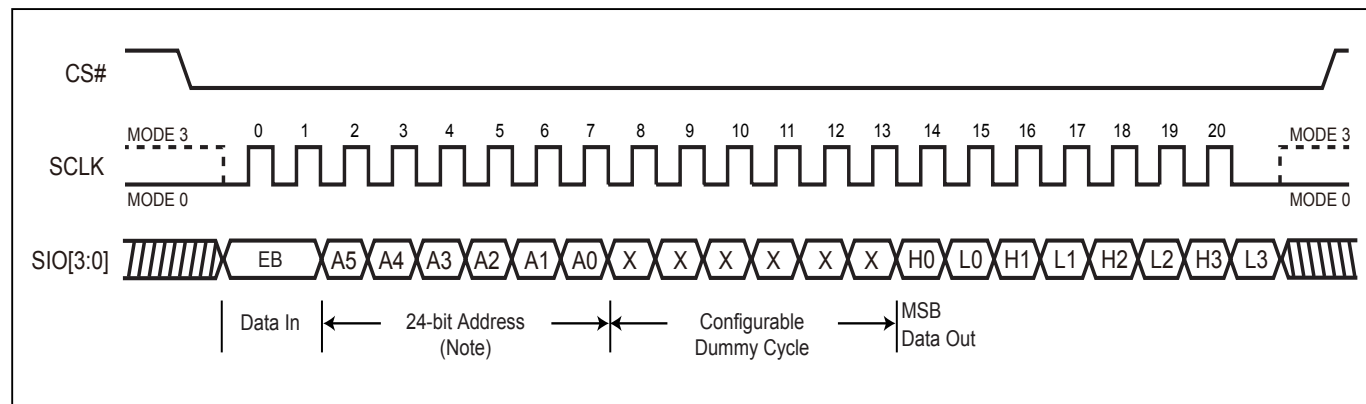 CS#
MODE 3 0 1 2 3 4 5 6 7 8 9 10 11 12 13 14 15 16 17 18 19 20 MODE 3
SCLK
MODE 0 MODE 0
SIO[3:0] EB A5 A4 A3 A2 A1 A0 X X X X X X H0 L0 H1 L1 H2 L2 H3 L3
Data In 24-bit Address Configurable MSB
(Note) Dummy Cycle Data Out